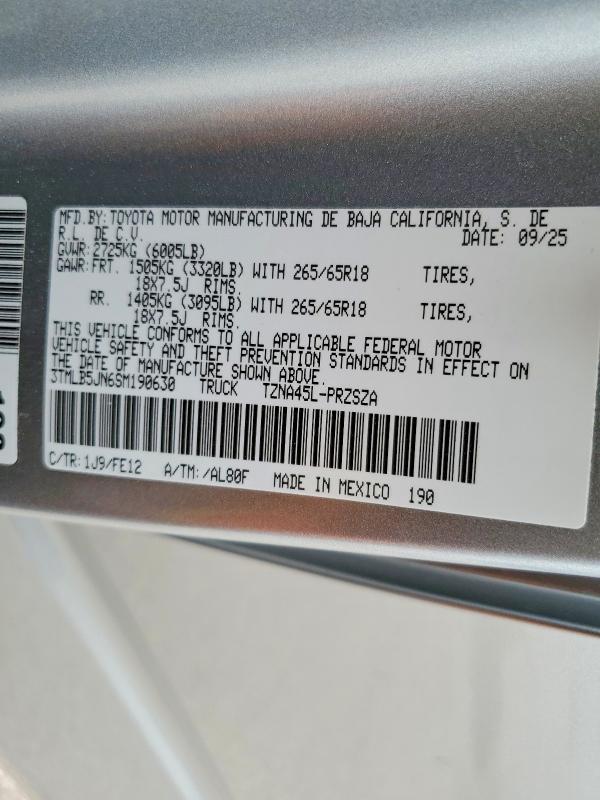 MFD.BY:TOYOTA MOTOR MANUFACTURING DE BAJA CALIFORNIA, S. DE
R.L. DE C.V. DATE: 09/25
GVWR:2725KG (6005LB)
GAWR:FRT. 1505KG (3320LB) WITH 265/65R18 TIRES,
18X7.5J RIMS.
RR. 1405KG (3095LB) WITH 265/65R18 TIRES,
18X7.5J RIMS.
THIS VEHICLE CONFORMS TO ALL APPLICABLE FEDERAL MOTOR
VEHICLE SAFETY AND THEFT PREVENTION STANDARDS IN EFFECT ON
THE DATE OF MANUFACTURE SHOWN ABOVE.
3TMLB5JN6SM190630 TRUCK TZNA45L-PRZSZA
C/TR:1J9/FE12 A/TM:/AL80F MADE IN MEXICO 190